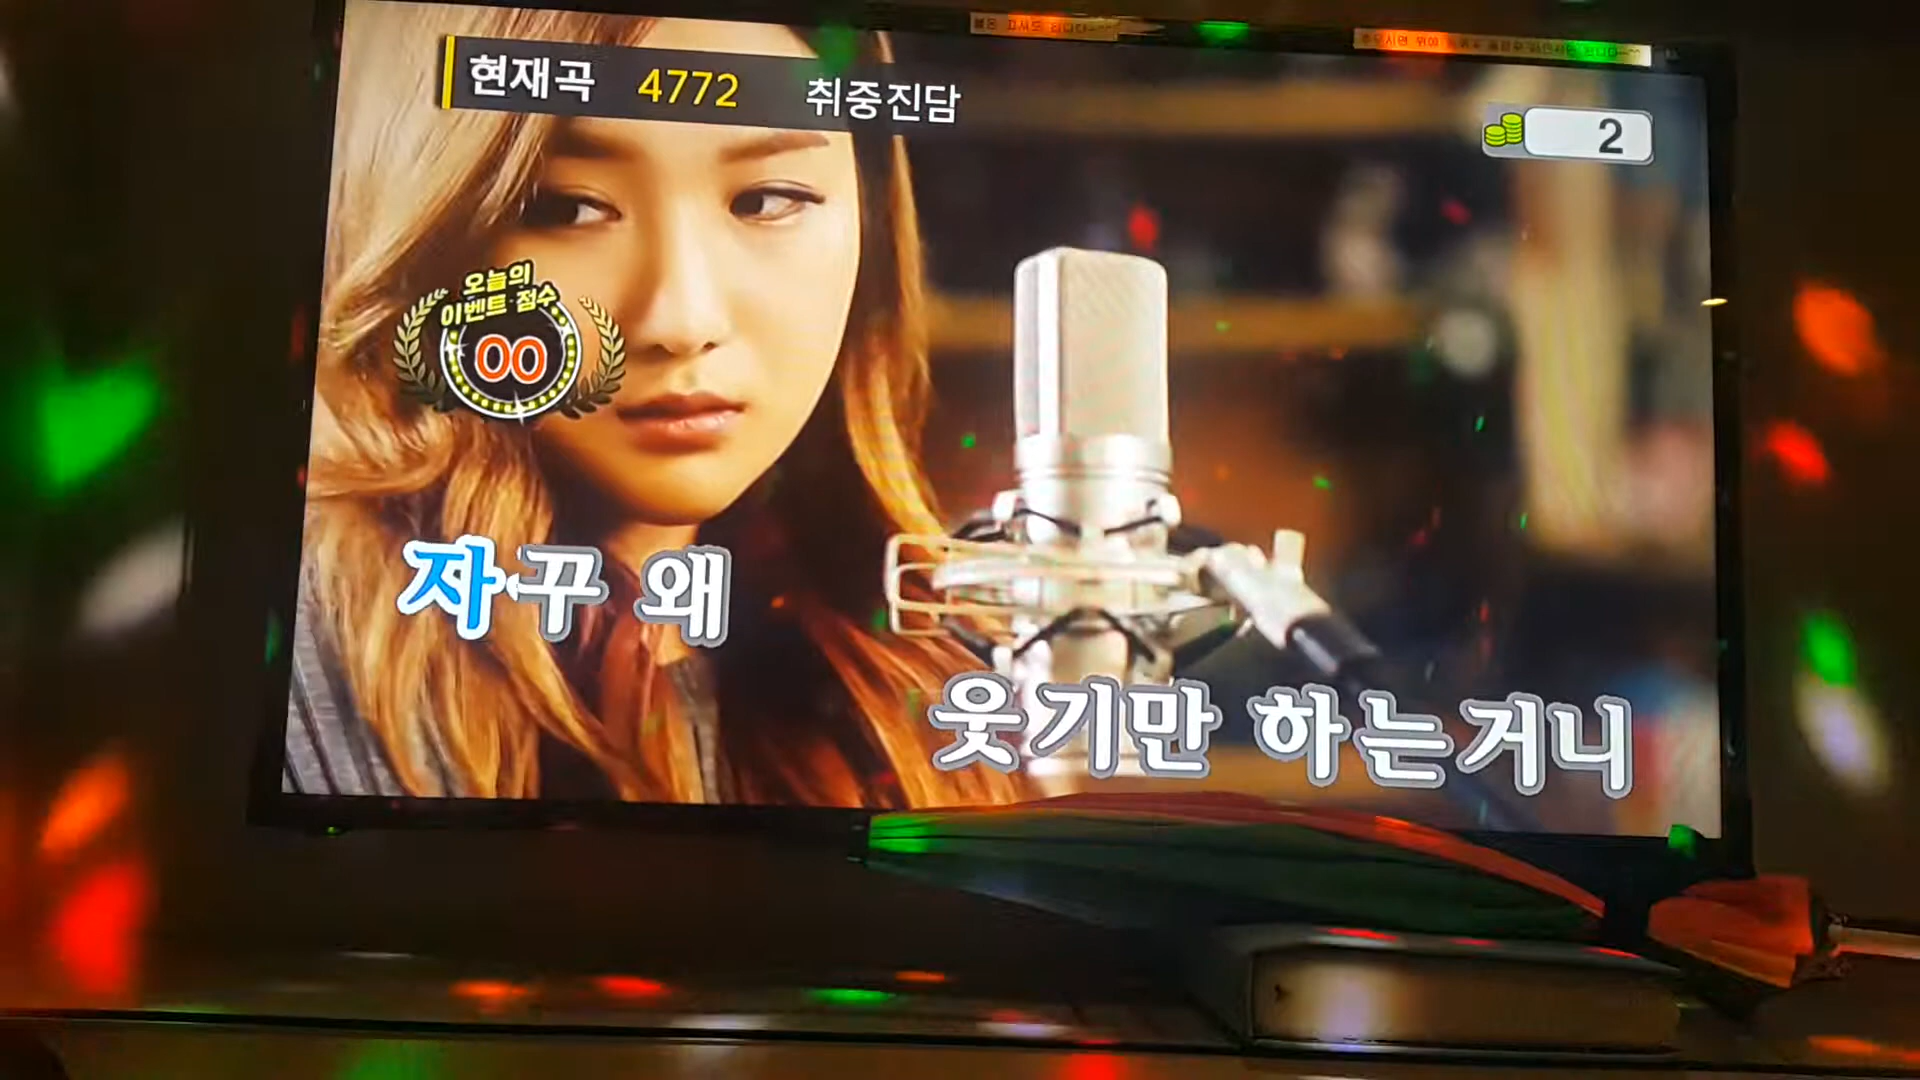 현재곡 4772 취중진담
2
오늘의
이벤트 점수
00
자꾸 왜
웃기만 하는거니